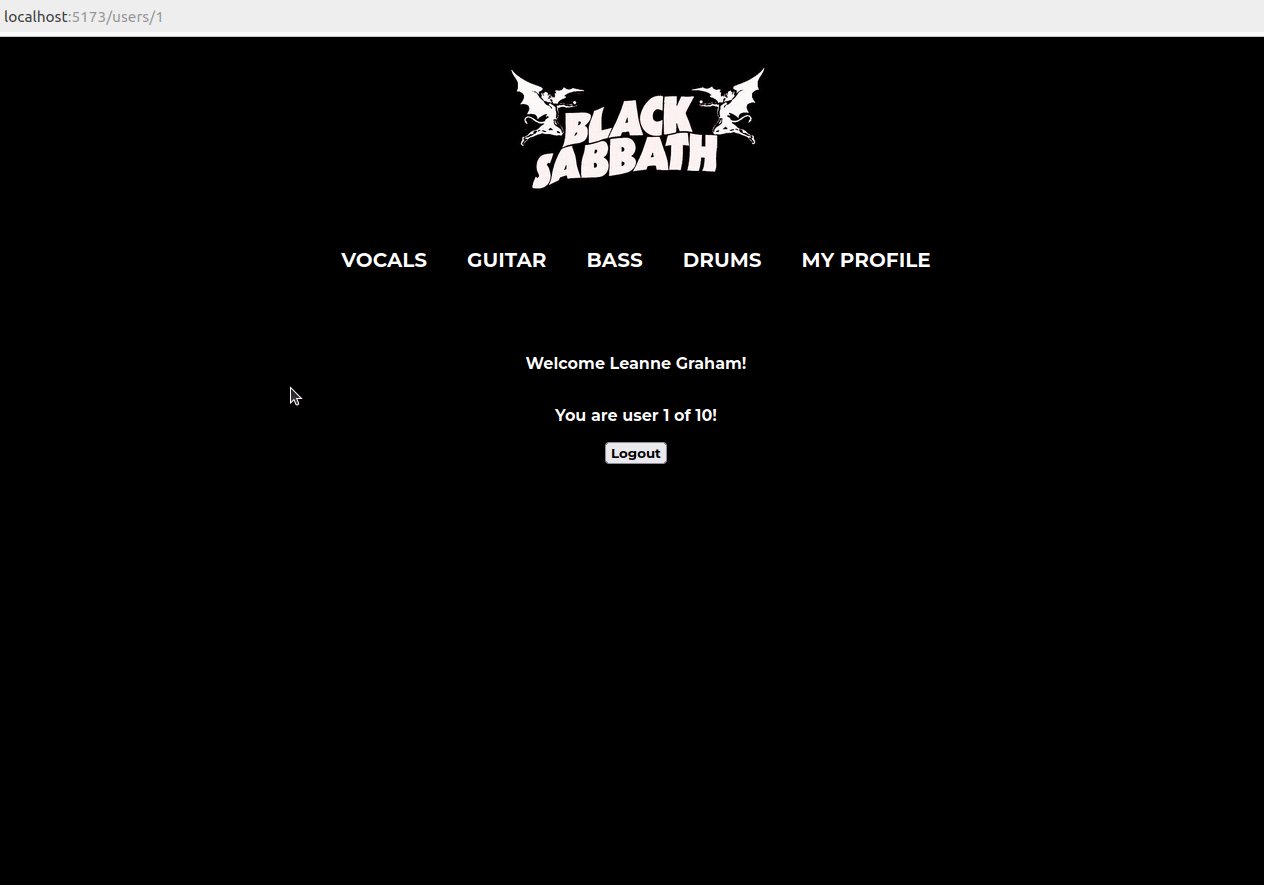 localhost:5173/users/1
BLACK
SABBATH
VOCALS GUITAR BASS DRUMS MY PROFILE
Welcome Leanne Graham!
You are user 1 of 10!
Logout